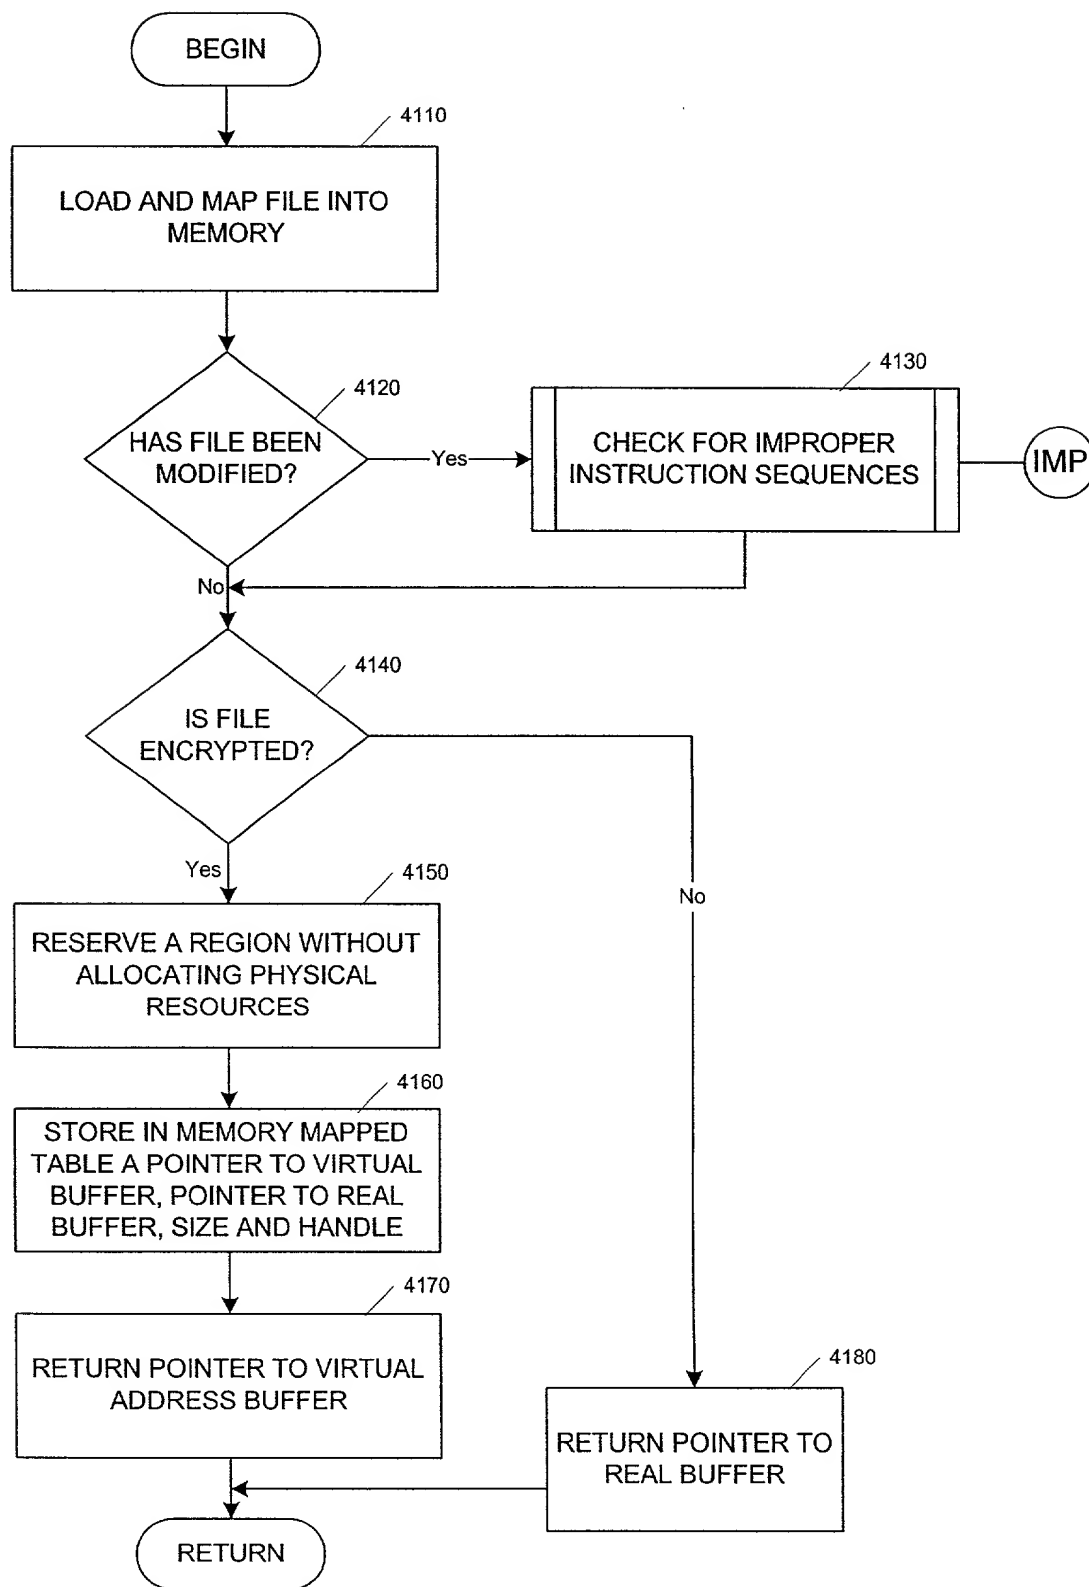 BEGIN
4110
LOAD AND MAP FILE INTO
MEMORY
4120
HAS FILE BEEN
MODIFIED?
Yes
4130
CHECK FOR IMPROPER
INSTRUCTION SEQUENCES
IMP
No
4140
IS FILE
ENCRYPTED?
Yes
No
4150
RESERVE A REGION WITHOUT
ALLOCATING PHYSICAL
RESOURCES
4160
STORE IN MEMORY MAPPED
TABLE A POINTER TO VIRTUAL
BUFFER, POINTER TO REAL
BUFFER, SIZE AND HANDLE
4170
RETURN POINTER TO VIRTUAL
ADDRESS BUFFER
4180
RETURN POINTER TO
REAL BUFFER
RETURN